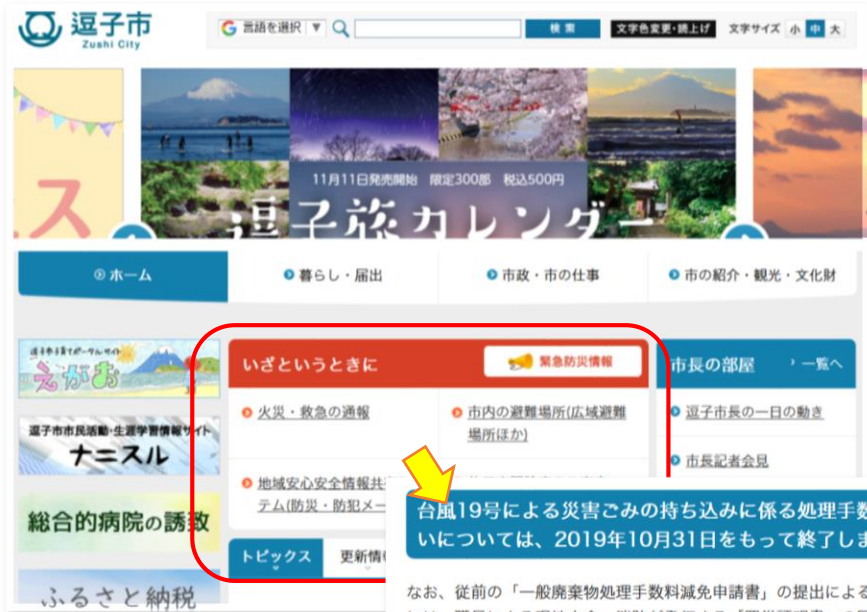 逗子市
Zushi City
言語を選択 ▼
検索
文字色変更・読上げ
文字サイズ 小 中 大
ス
11月11日発売開始 限定300部 税込500円
逗子旅カレンダー
ホーム
暮らし・届出
市政・市の仕事
市の紹介・観光・文化財
逗子市子育てポータルサイト
えがお
逗子市市民活動・生涯学習情報サイト
ナニスル
総合的病院の誘致
ふるさと納税
いざというときに
緊急防災情報
火災・救急の通報
市内の避難場所(広域避難
場所ほか)
地域安心安全情報共
テム(防災・防犯メー
トピックス
更新情
市長の部屋
一覧へ
逗子市長の一日の動き
市長記者会見
台風19号による災害ごみの持ち込みに係る処理手数
いについては、2019年10月31日をもって終了しま
なお、従前の「一般廃棄物処理手数料減免申請書」の提出による